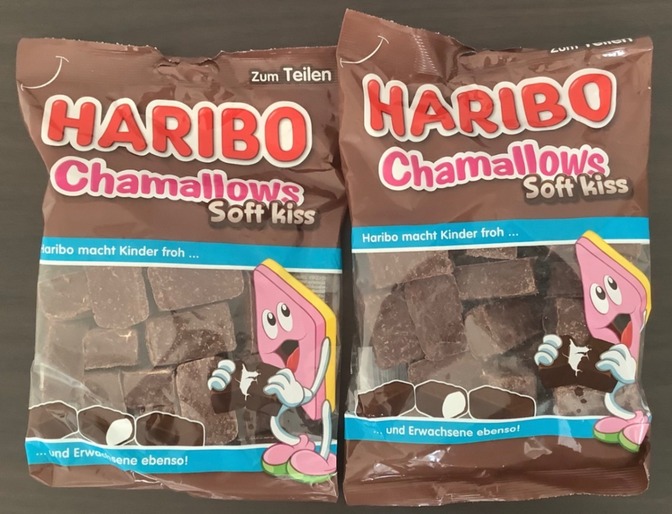 Zum Teilen
HARIBO
Chamallows
Soft kiss
Haribo macht Kinder froh ...
... und Erwachsene ebenso!
Zum Teilen
HARIBO
Chamallows
Soft kiss
Haribo macht Kinder froh ...
... und Erwachsene ebenso!